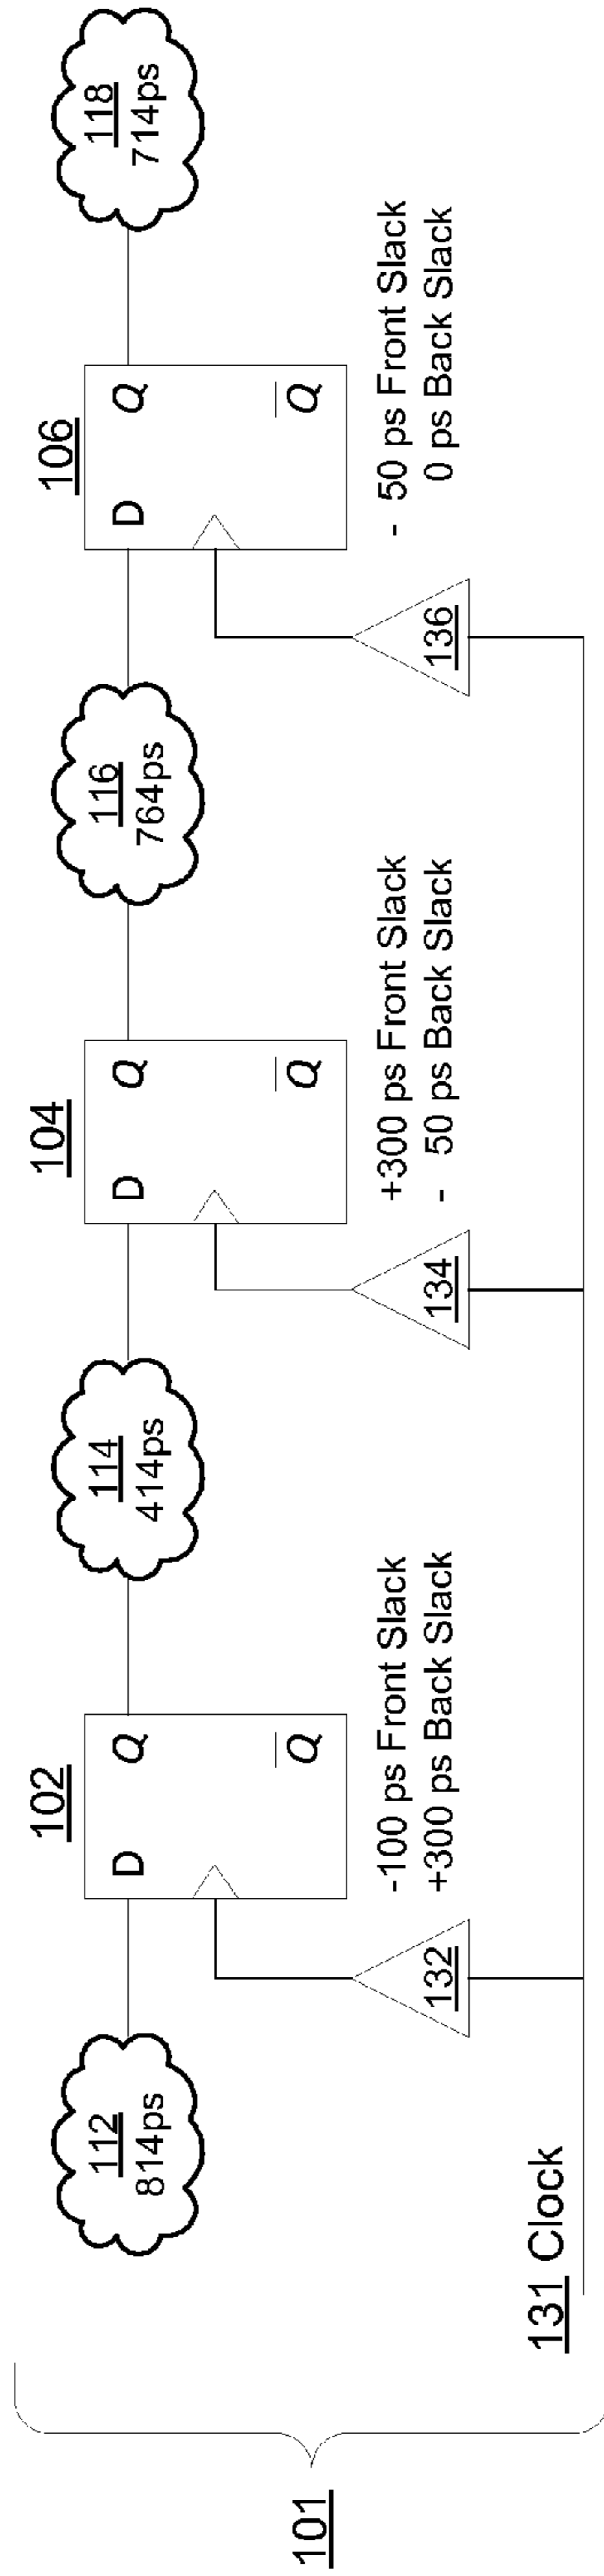 101
112
814ps
102
D
Q
Q
-100 ps Front Slack
+300 ps Back Slack
132
114
414ps
104
D
Q
Q
+300 ps Front Slack
- 50 ps Back Slack
134
116
764ps
106
D
Q
Q
- 50 ps Front Slack
0 ps Back Slack
136
118
714ps
131 Clock